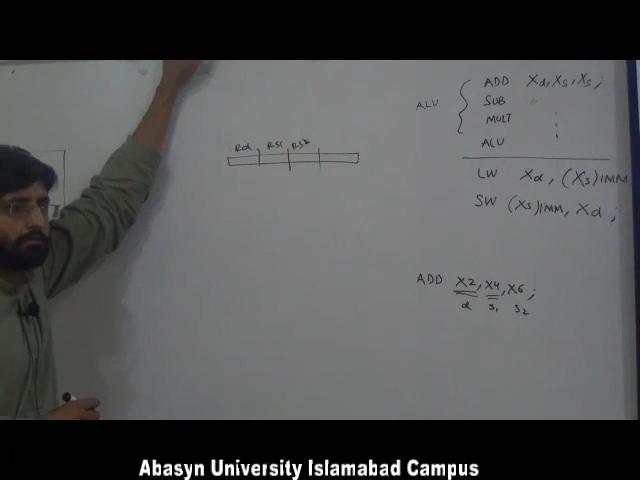 ADD Xd, Xs, Xs;
ALU
SUB "
MULT
ALU
Rd, RS1 RS2
LW Xd, (Xs)IMM
SW (Xs)IMM, Xd;
ADD X2, X4, X6;
d S1 S2
Abasyn University Islamabad Campus